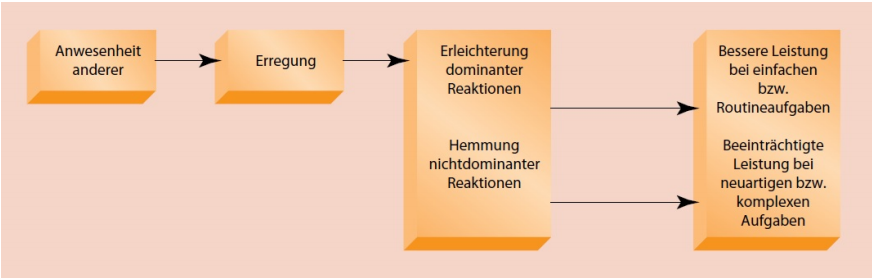 Anwesenheit
anderer
Erregung
Erleichterung
dominanter
Reaktionen
Hemmung
nichtdominanter
Reaktionen
Bessere Leistung
bei einfachen
bzw.
Routineaufgaben
Beeinträchtigte
Leistung bei
neuartigen bzw.
komplexen
Aufgaben